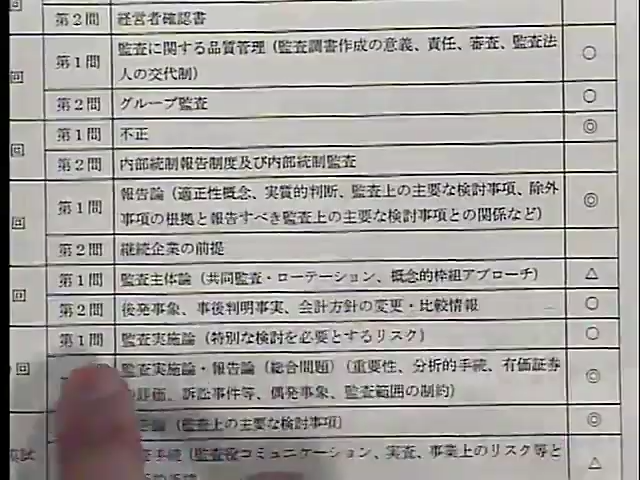 回
第2問 経営者確認書
回 第1問 監査に関する品質管理（監査調書作成の意義、責任、審査、監査法 ○
人の交代制）
第2問 グループ監査 ○
回 第1問 不正 ◎
第2問 内部統制報告制度及び内部統制監査
回 第1問 報告論（適正性概念、実質的判断、監査上の主要な検討事項、除外 ◎
事項の根拠と報告すべき監査上の主要な検討事項との関係など）
第2問 継続企業の前提
回 第1問 監査主体論（共同監査・ローテーション、概念的枠組アプローチ） △
第2問 後発事象、事後判明事実、会計方針の変更・比較情報 ○
回 第1問 監査実施論（特別な検討を必要とするリスク） ○
監査実施論・報告論（総合問題）（重要性、分析的手続、有価証券 ◎
評価、訴訟事件等、偶発事象、監査範囲の制約）
論（監査上の主要な検討事項） ◎
試 手続（監査役コミュニケーション、実査、事業上のリスク等と △